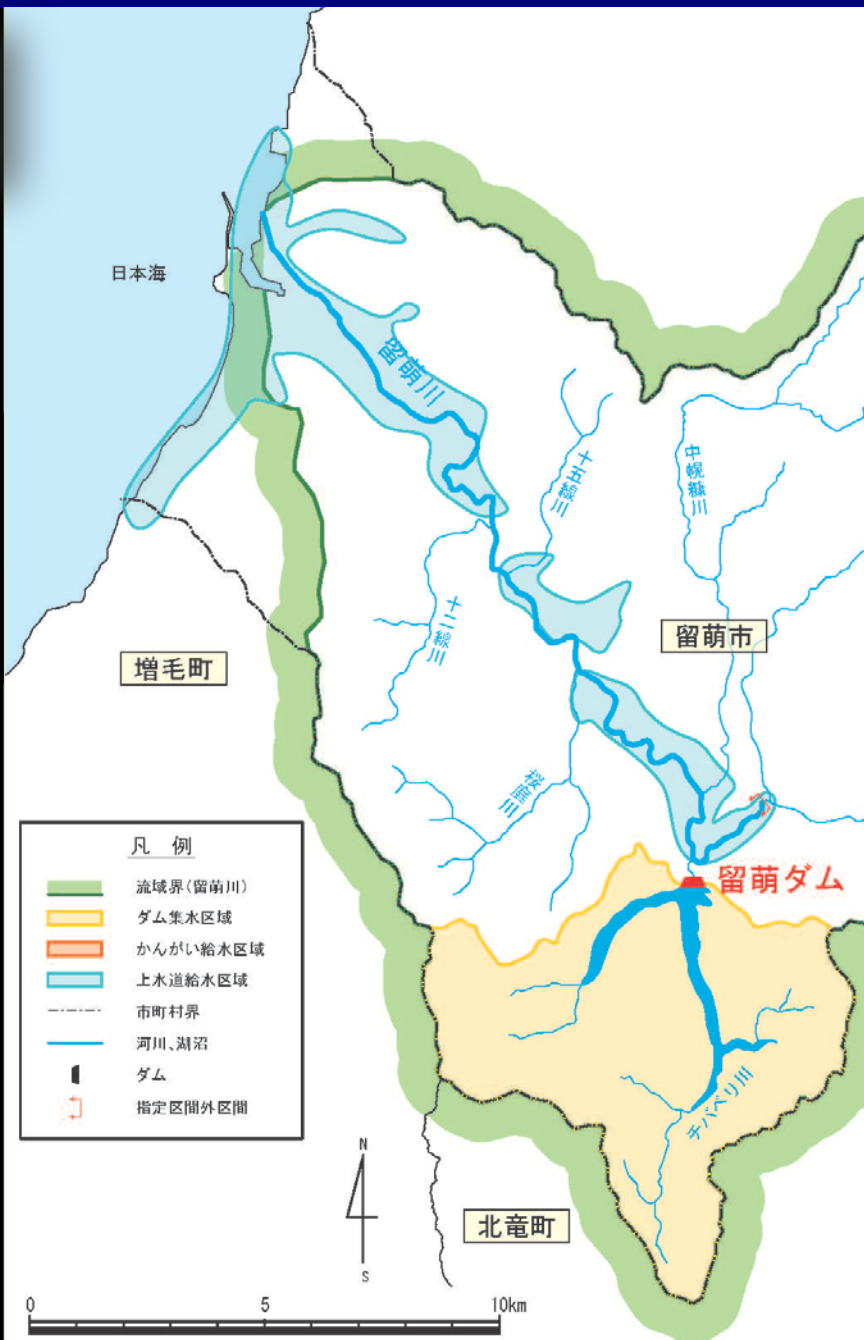 日本海
留萌川
十五線川
中幌糠川
十二線川
留萌市
増毛町
桜庭川
留萌ダム
凡 例
流域界(留萌川)
ダム集水区域
かんがい給水区域
上水道給水区域
市町村界
河川、湖沼
ダム
指定区間外区間
チバベリ川
N
S
北竜町
0 5 10km